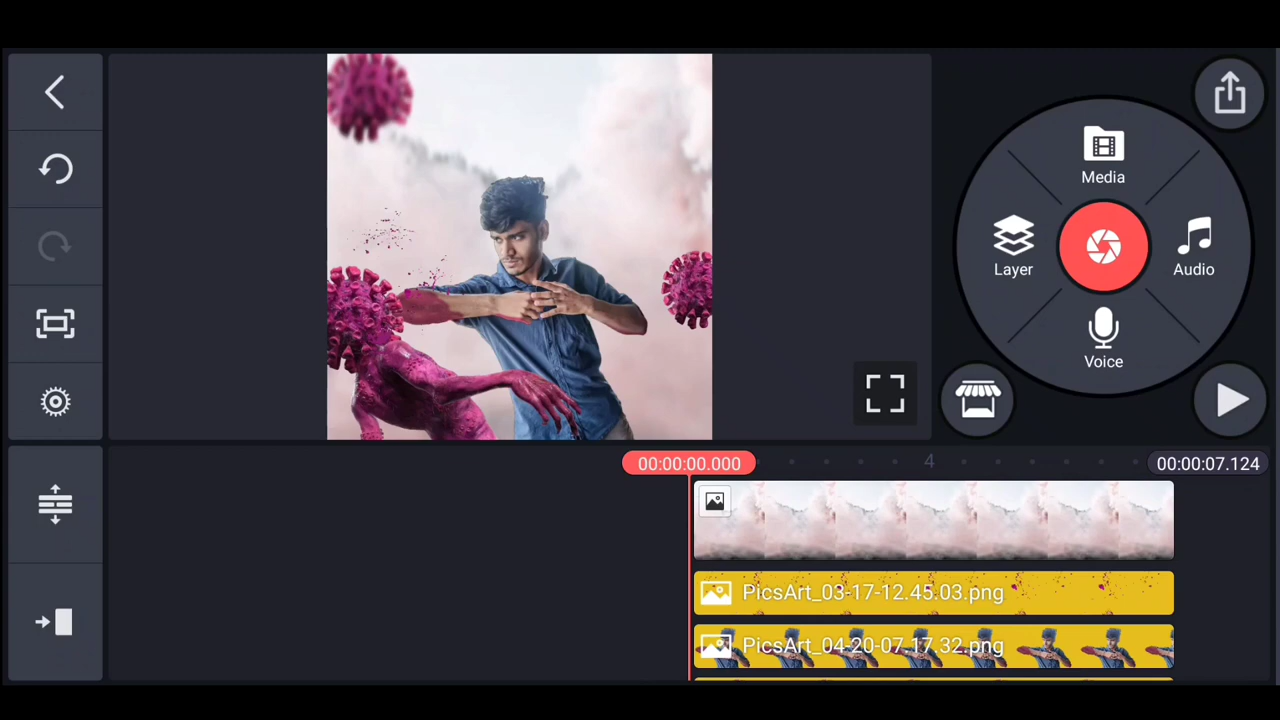 Media
Layer
Audio
Voice
00:00:00.000
4
00:00:07.124
PicsArt_03-17-12.45.03.png
PicsArt_04-20-07.17.32.png